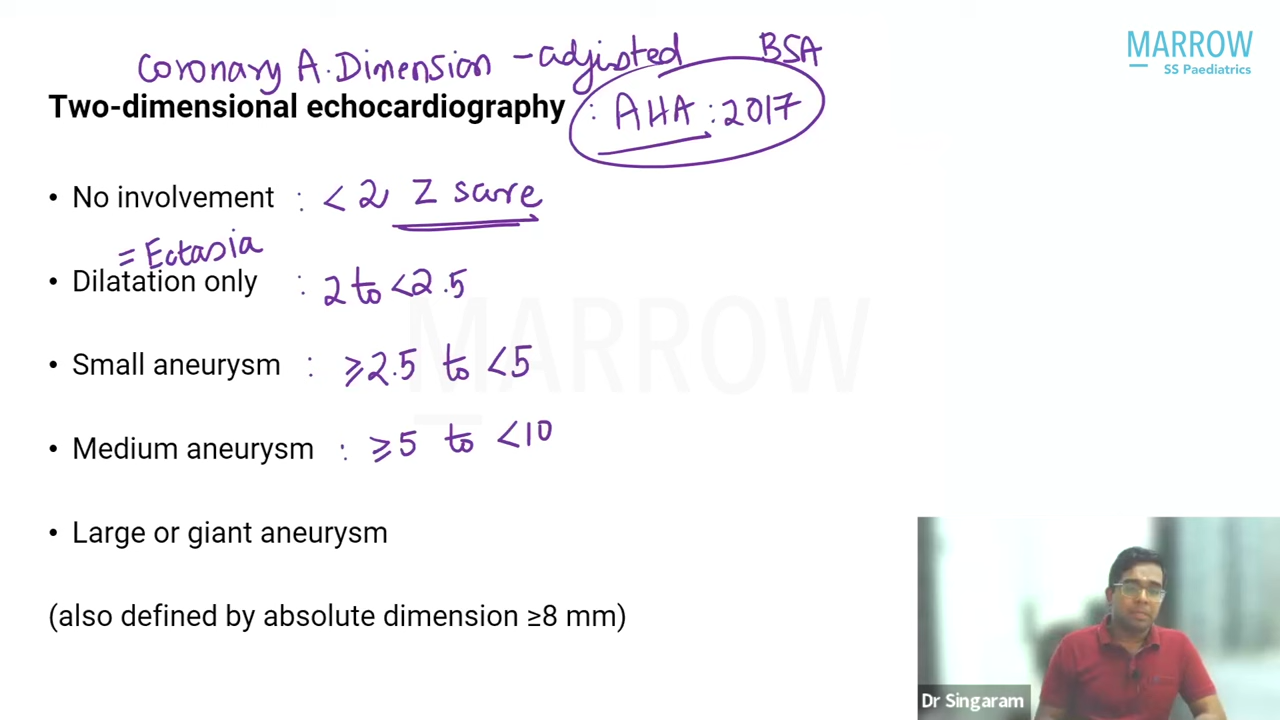 MARROW
SS Paediatrics
Coronary A. Dimension - adjusted BSA
Two-dimensional echocardiography : AHA : 2017
• No involvement : < 2 Z score
= Ectasia
• Dilatation only : 2 to <2.5
• Small aneurysm : ≥2.5 to <5
• Medium aneurysm : ≥5 to <10
• Large or giant aneurysm
(also defined by absolute dimension ≥8 mm)
MARROW
Dr Singaram